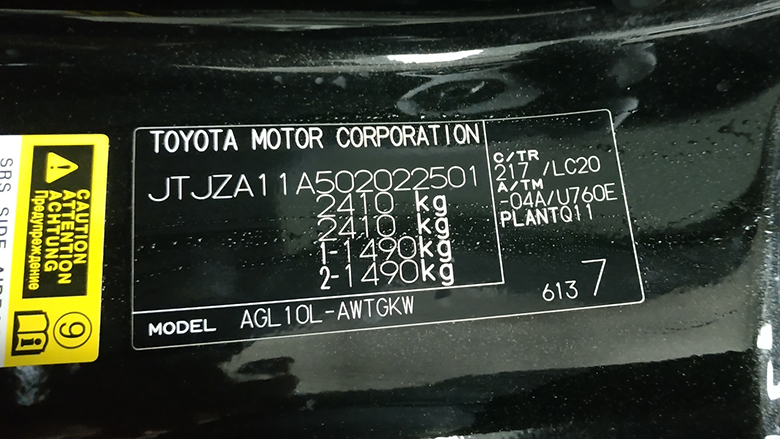 TOYOTA MOTOR CORPORATION
JTJZA11A502022501
2410 kg
2410 kg
1-1490kg
2-1490kg
MODEL AGL10L-AWTGKW
C/TR
217 /LC20
A/TM
-04A/U760E
PLANTQ11
613 7
CAUTION
ATTENTION
ACHTUNG
Предупреждение
9
SRS SIDE